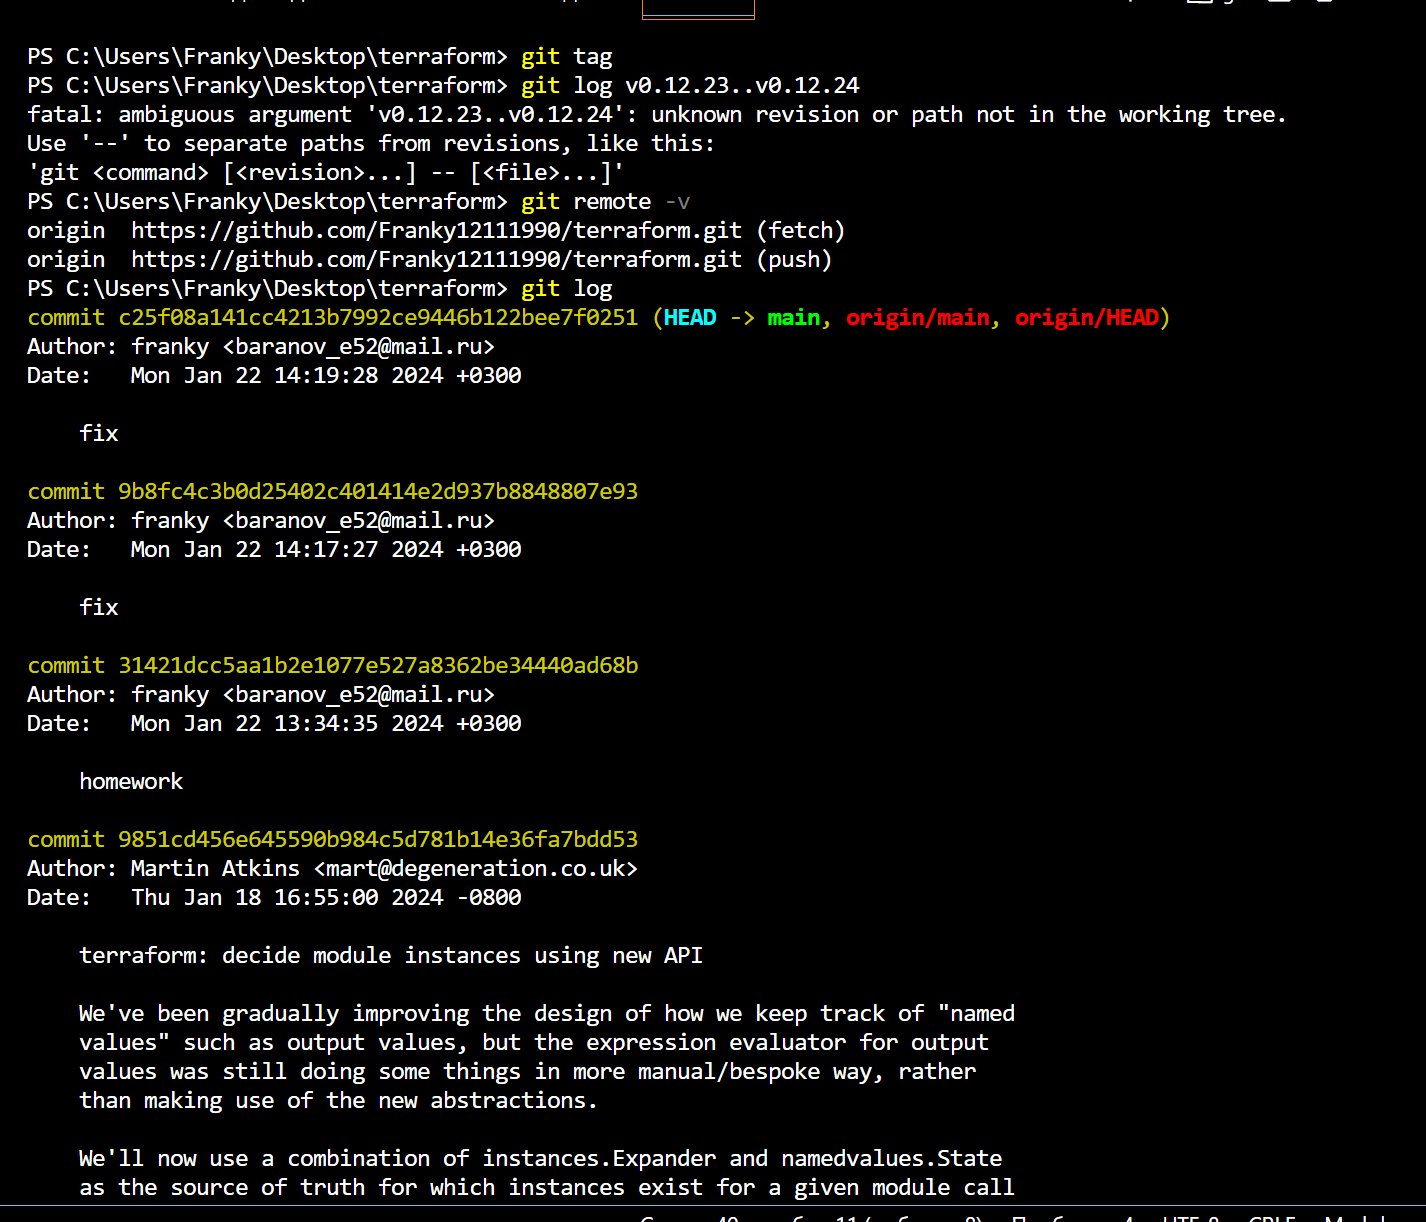 PS C:\Users\Franky\Desktop\terraform> git tag
PS C:\Users\Franky\Desktop\terraform> git log v0.12.23..v0.12.24
fatal: ambiguous argument 'v0.12.23..v0.12.24': unknown revision or path not in the working tree.
Use '--' to separate paths from revisions, like this:
'git <command> [<revision>...] -- [<file>...]'
PS C:\Users\Franky\Desktop\terraform> git remote -v
origin  https://github.com/Franky12111990/terraform.git (fetch)
origin  https://github.com/Franky12111990/terraform.git (push)
PS C:\Users\Franky\Desktop\terraform> git log
commit c25f08a141cc4213b7992ce9446b122bee7f0251 (HEAD -> main, origin/main, origin/HEAD)
Author: franky <baranov_e52@mail.ru>
Date:   Mon Jan 22 14:19:28 2024 +0300

    fix

commit 9b8fc4c3b0d25402c401414e2d937b8848807e93
Author: franky <baranov_e52@mail.ru>
Date:   Mon Jan 22 14:17:27 2024 +0300

    fix

commit 31421dcc5aa1b2e1077e527a8362be34440ad68b
Author: franky <baranov_e52@mail.ru>
Date:   Mon Jan 22 13:34:35 2024 +0300

    homework

commit 9851cd456e645590b984c5d781b14e36fa7bdd53
Author: Martin Atkins <mart@degeneration.co.uk>
Date:   Thu Jan 18 16:55:00 2024 -0800

    terraform: decide module instances using new API

    We've been gradually improving the design of how we keep track of "named
    values" such as output values, but the expression evaluator for output
    values was still doing some things in more manual/bespoke way, rather
    than making use of the new abstractions.

    We'll now use a combination of instances.Expander and namedvalues.State
    as the source of truth for which instances exist for a given module call